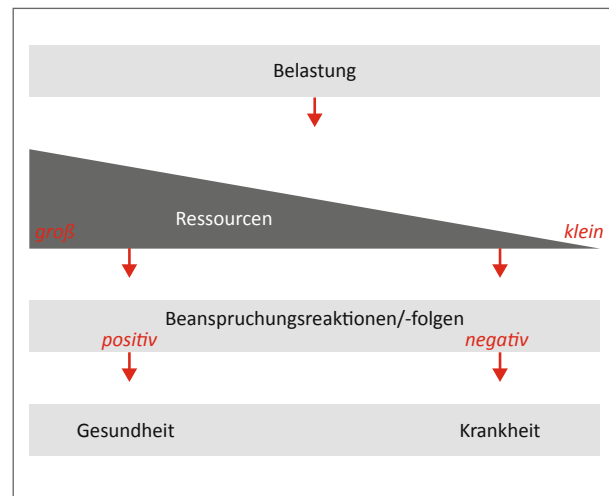 Belastung
Ressourcen
groß
klein
Beanspruchungsreaktionen/-folgen
positiv
negativ
Gesundheit
Krankheit